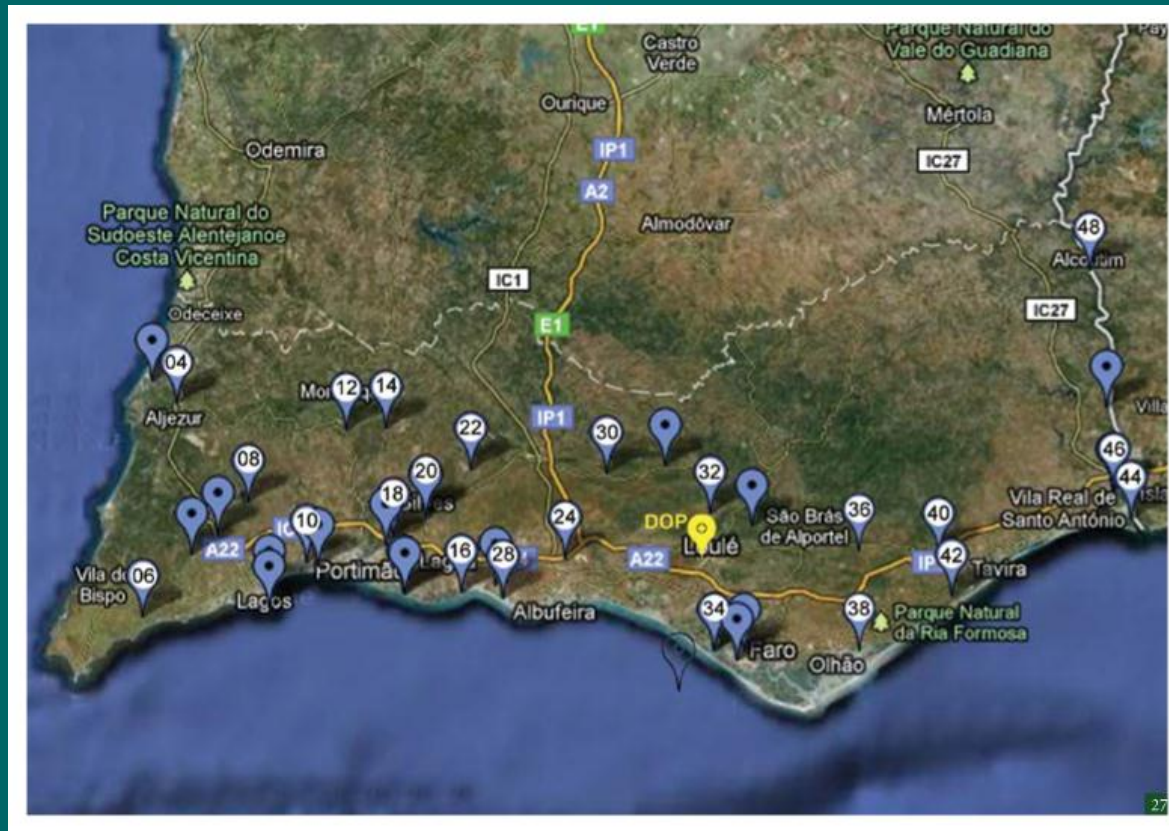 E1
Parque Natural do
Vale do Guadiana
Castro
Verde
Ourique
Mértola
Odemira
IP1
IC27
A2
Parque Natural do
Sudoeste Alentejanoe
Costa Vicentina
Almodôvar
48
Alcoutim
IC1
Odeceixe
IC27
E1
04
12
14
Aljezur
IP1
22
30
08
20
32
46
44
18
10
24
DOP
Loulé
São Brás
de Alportel
36
40
Vila Real de
Santo António
A22
16
28
A22
42
Tavira
Vila do
Bispo
06
Portimão
Lagos
Albufeira
34
38
Parque Natural
da Ria Formosa
Faro
Olhão
27